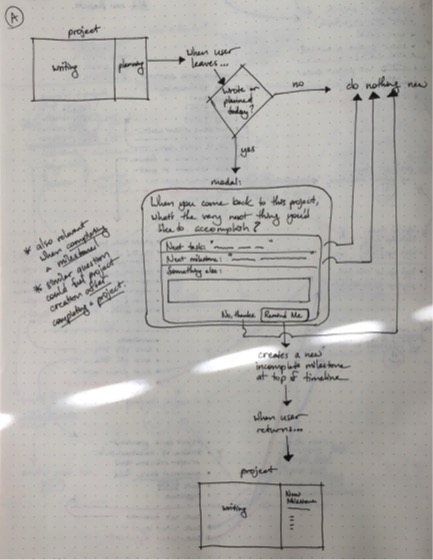 A
project
writing
planning
when user
leaves...
wrote or
planned
today?
no
do nothing new
yes
modal:
When you come back to this project,
what's the very next thing you'd
like to accomplish?
Next task: "
Next milestone: "
Something else:
No, thanks
Remind Me
* also relevant
when completing
a milestone!
* similar question
could fuel project
creation after
completing a project.
creates a new
incomplete milestone
at top of timeline
when user
returns...
project
writing
New
Milestone